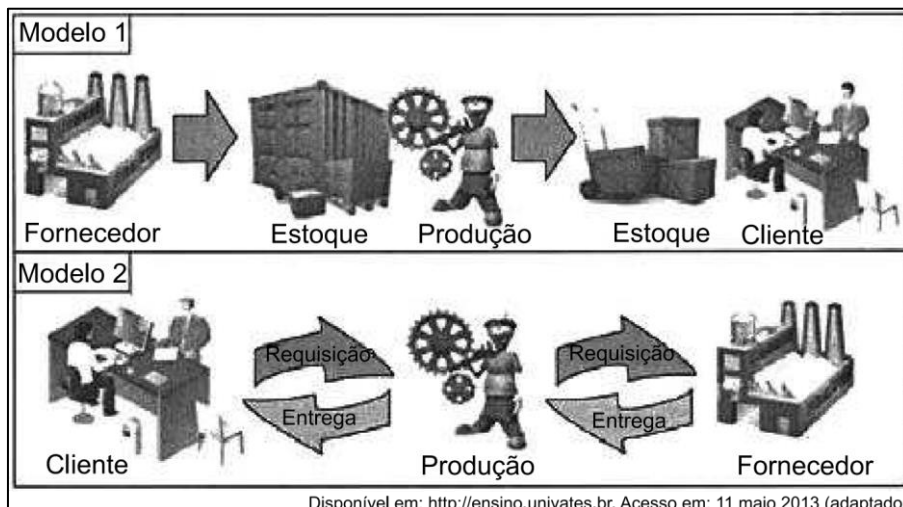 Modelo 1
Fornecedor
Estoque
Produção
Estoque
Cliente
Modelo 2
Requisição
Requisição
Entrega
Entrega
Cliente
Produção
Fornecedor
Disponível em: http://ensino.univates.br. Acesso em: 11 maio 2013 (adaptado